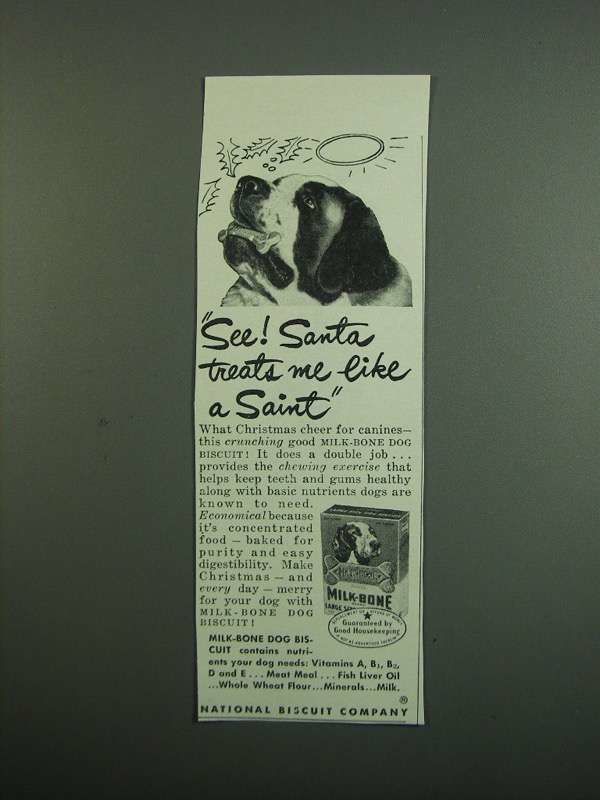 "See! Santa
treats me like
a Saint"
What Christmas cheer for canines—
this crunching good MILK-BONE DOG
BISCUIT! It does a double job...
provides the chewing exercise that
helps keep teeth and gums healthy
along with basic nutrients dogs are
known to need.
Economical because
it's concentrated
food — baked for
purity and easy
digestibility. Make
Christmas — and
every day — merry
for your dog with
MILK-BONE DOG
BISCUIT!
MILK-BONE
LARGE
Guaranteed by
Good Housekeeping
MILK-BONE DOG BIS-
CUIT contains nutri-
ents your dog needs: Vitamins A, B1, B2,
D and E... Meat Meal... Fish Liver Oil
...Whole Wheat Flour...Minerals...Milk.
®
NATIONAL BISCUIT COMPANY